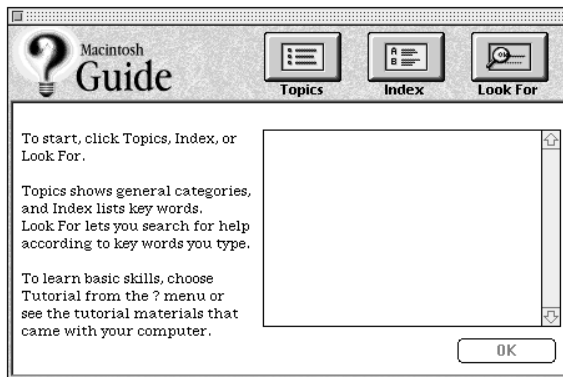 Macintosh
Guide
Topics
A
B
Index
Look For
To start, click Topics, Index, or
Look For.
Topics shows general categories,
and Index lists key words.
Look For lets you search for help
according to key words you type.
To learn basic skills, choose
Tutorial from the ? menu or
see the tutorial materials that
came with your computer.
OK